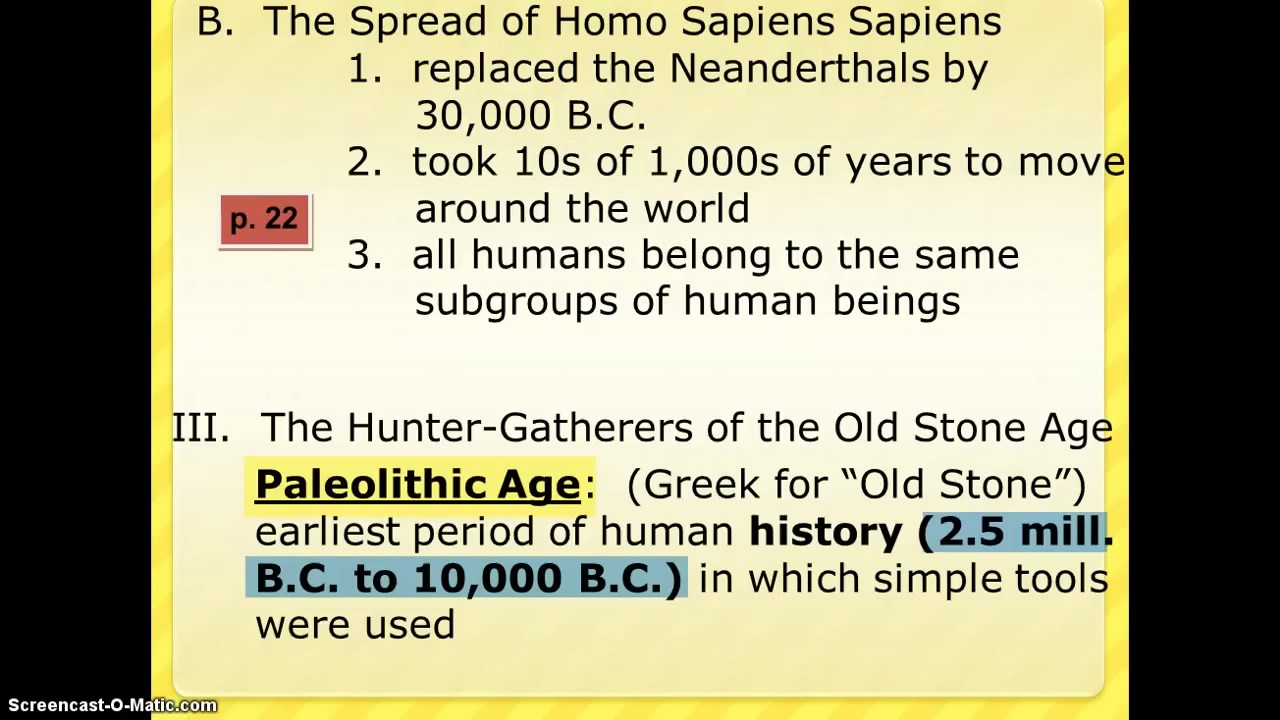 B. The Spread of Homo Sapiens Sapiens
1. replaced the Neanderthals by
30,000 B.C.
2. took 10s of 1,000s of years to move
around the world
p. 22
3. all humans belong to the same
subgroups of human beings
III. The Hunter-Gatherers of the Old Stone Age
Paleolithic Age: (Greek for “Old Stone”)
earliest period of human history (2.5 mill.
B.C. to 10,000 B.C.) in which simple tools
were used
Screencast-O-Matic.com